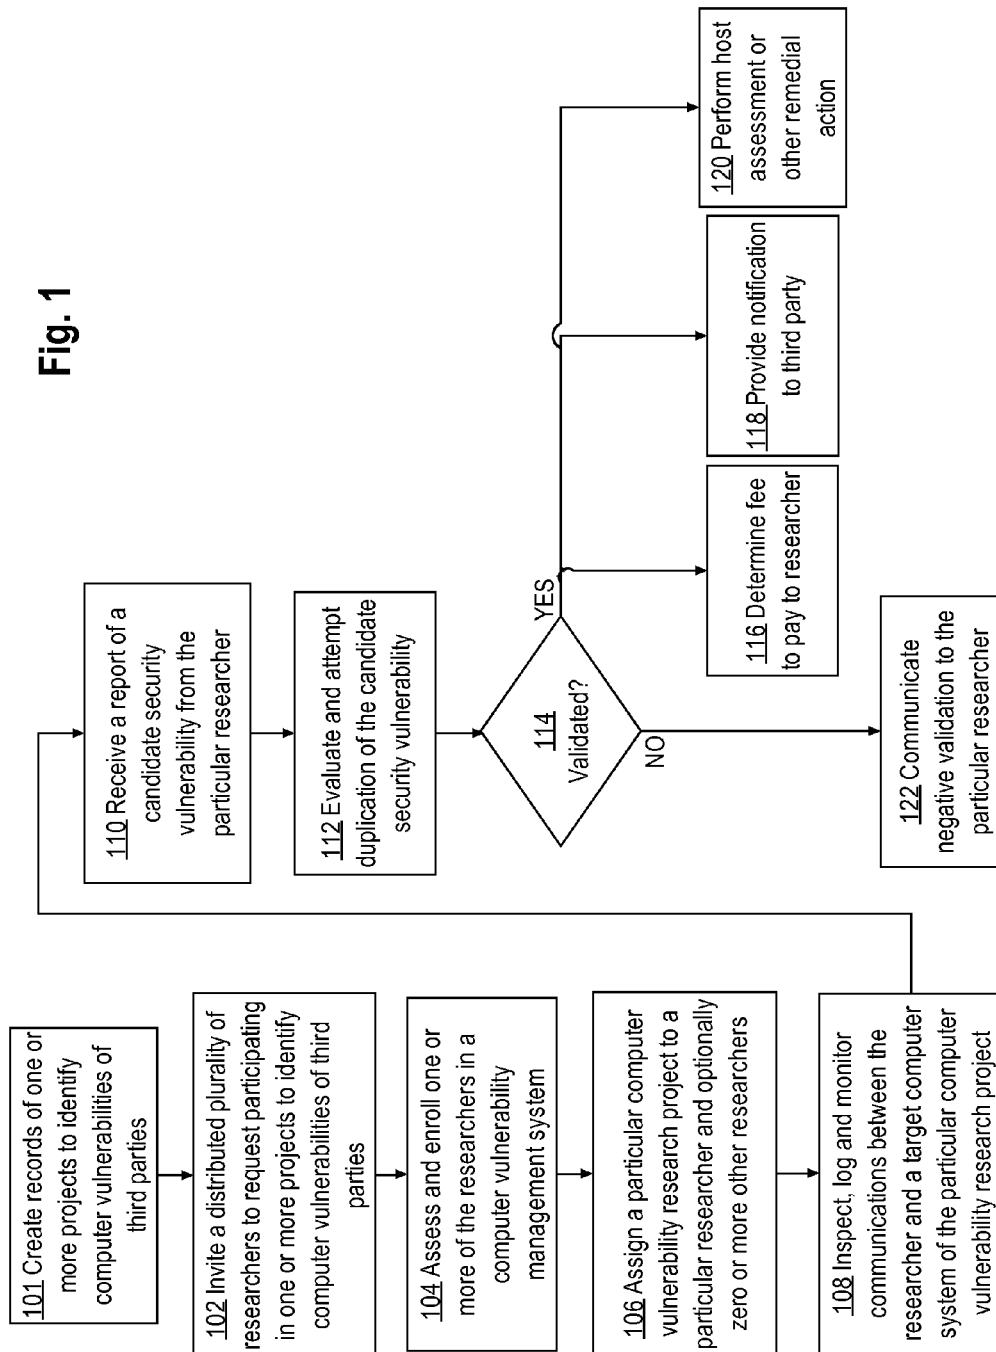 Fig. 1
101 Create records of one or
more projects to identify
computer vulnerabilities of
third parties
102 Invite a distributed plurality of
researchers to request participating
in one or more projects to identify
computer vulnerabilities of third
parties
104 Assess and enroll one or
more of the researchers in a
computer vulnerability
management system
106 Assign a particular computer
vulnerability research project to a
particular researcher and optionally
zero or more other researchers
108 Inspect, log and monitor
communications between the
researcher and a target computer
system of the particular computer
vulnerability research project
110 Receive a report of a
candidate security
vulnerability from the
particular researcher
112 Evaluate and attempt
duplication of the candidate
security vulnerability
114
Validated?
YES
NO
116 Determine fee
to pay to researcher
118 Provide notification
to third party
120 Perform host
assessment or
other remedial
action
122 Communicate
negative validation to the
particular researcher